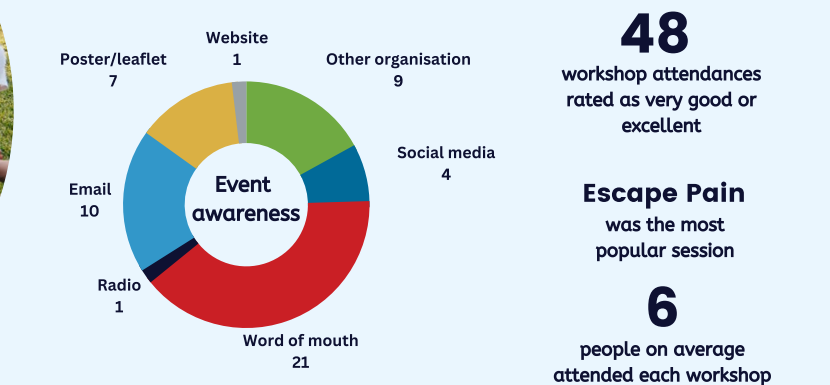 Website
1
Poster/leaflet
7
Other organisation
9
Social media
4
Event
awareness
Email
10
Radio
1
Word of mouth
21
48
workshop attendances
rated as very good or
excellent
Escape Pain
was the most
popular session
6
people on average
attended each workshop